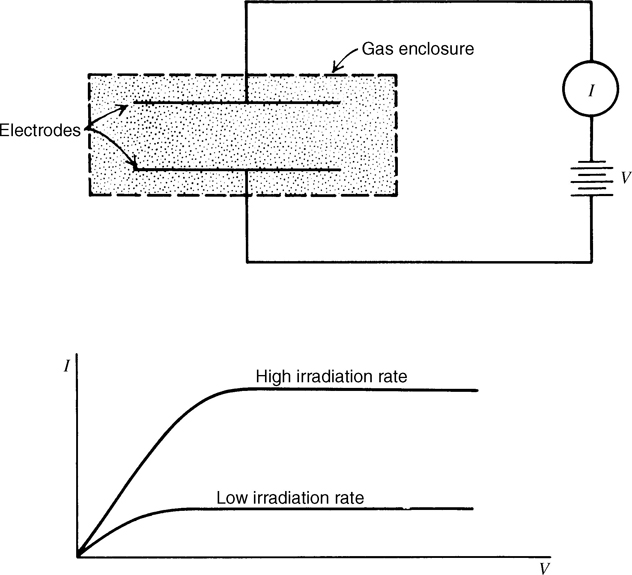 Gas enclosure
Electrodes
I
V
I
High irradiation rate
Low irradiation rate
V